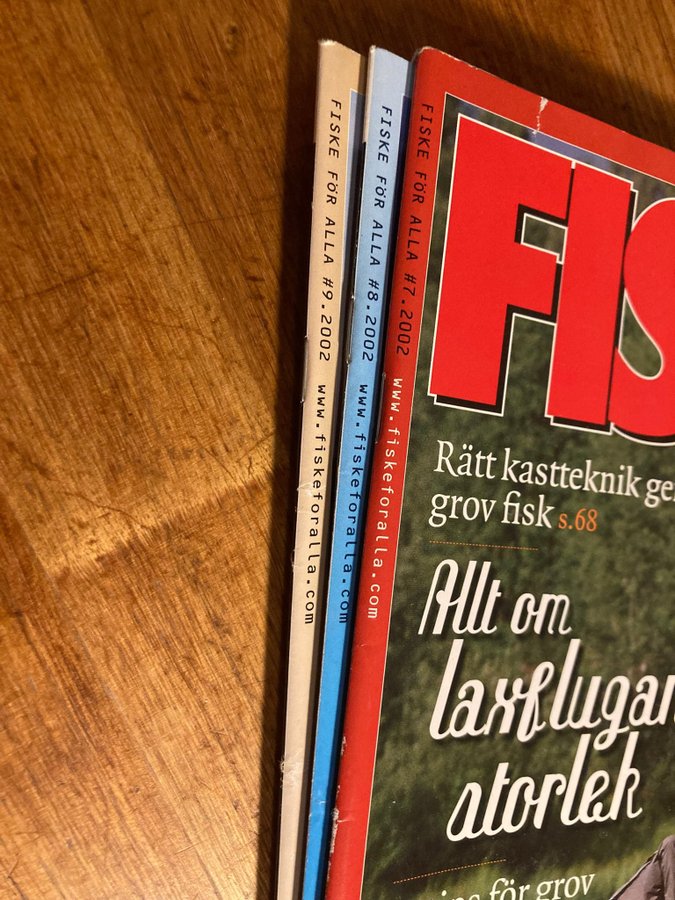 FISKE FÖR ALLA #9.2002 www.fiskeforalla.com
FISKE FÖR ALLA #8.2002 www.fiskeforalla.com
FISKE FÖR ALLA #7.2002 www.fiskeforalla.com
FIS
Rätt kastteknik ge
grov fisk s.68
Allt om
laxflugan
storlek
för grov